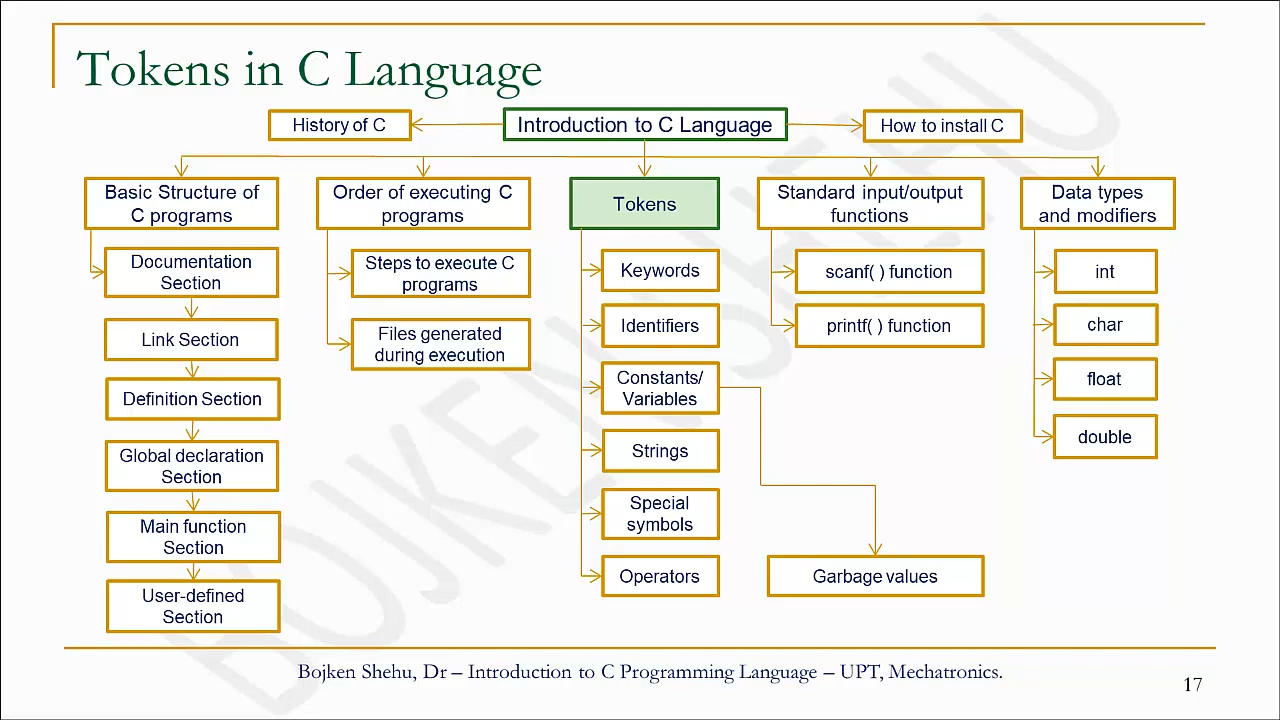 Tokens in C Language
History of C
Introduction to C Language
How to install C
Basic Structure of
C programs
Order of executing C
programs
Tokens
Standard input/output
functions
Data types
and modifiers
Documentation
Section
Link Section
Definition Section
Global declaration
Section
Main function
Section
User-defined
Section
Steps to execute C
programs
Files generated
during execution
Keywords
Identifiers
Constants/
Variables
Strings
Special
symbols
Operators
scanf( ) function
printf( ) function
Garbage values
int
char
float
double
BOJKEN SHEHU
Bojken Shehu, Dr – Introduction to C Programming Language – UPT, Mechatronics.
17